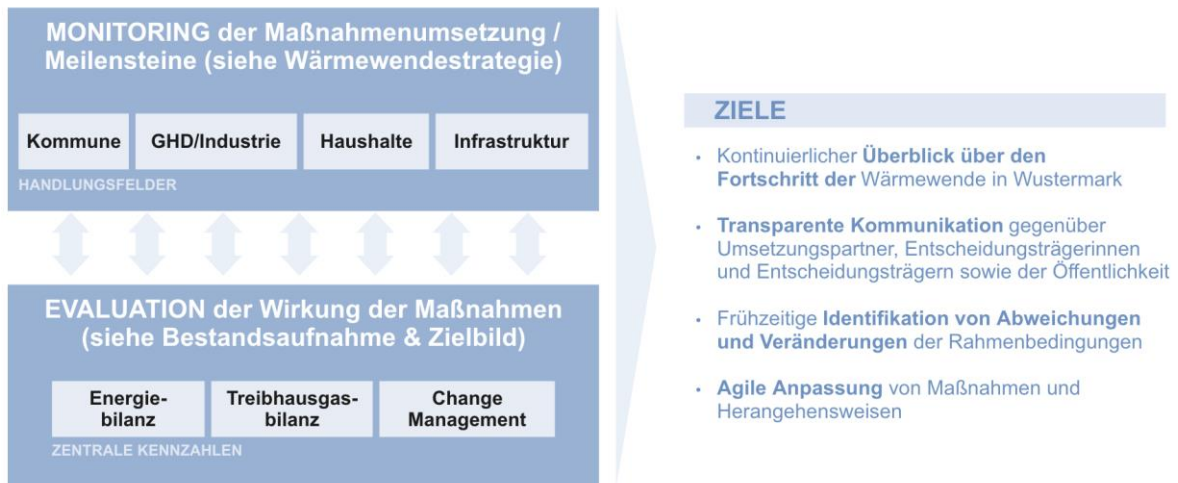 MONITORING der Maßnahmenumsetzung /
Meilensteine (siehe Wärmewendestrategie)
Kommune
GHD/Industrie
Haushalte
Infrastruktur
HANDLUNGSFELDER
EVALUATION der Wirkung der Maßnahmen
(siehe Bestandsaufnahme & Zielbild)
Energie-
bilanz
Treibhausgas-
bilanz
Change
Management
ZENTRALE KENNZAHLEN
ZIELE
• Kontinuierlicher Überblick über den
Fortschritt der Wärmewende in Wustermark
• Transparente Kommunikation gegenüber
Umsetzungspartner, Entscheidungsträgerinnen
und Entscheidungsträgern sowie der Öffentlichkeit
• Frühzeitige Identifikation von Abweichungen
und Veränderungen der Rahmenbedingungen
• Agile Anpassung von Maßnahmen und
Herangehensweisen